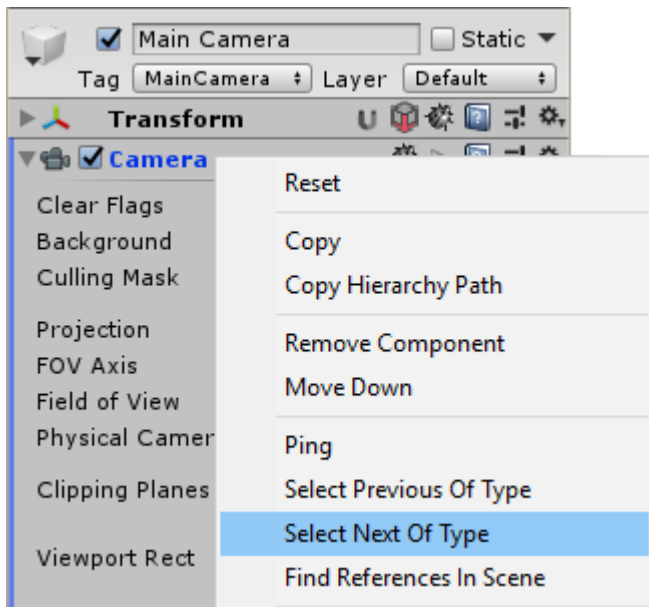 Main Camera Static
Tag MainCamera Layer Default
Transform
Camera
Clear Flags
Background
Culling Mask
Projection
FOV Axis
Field of View
Physical Camer
Clipping Planes
Viewport Rect
Reset
Copy
Copy Hierarchy Path
Remove Component
Move Down
Ping
Select Previous Of Type
Select Next Of Type
Find References In Scene